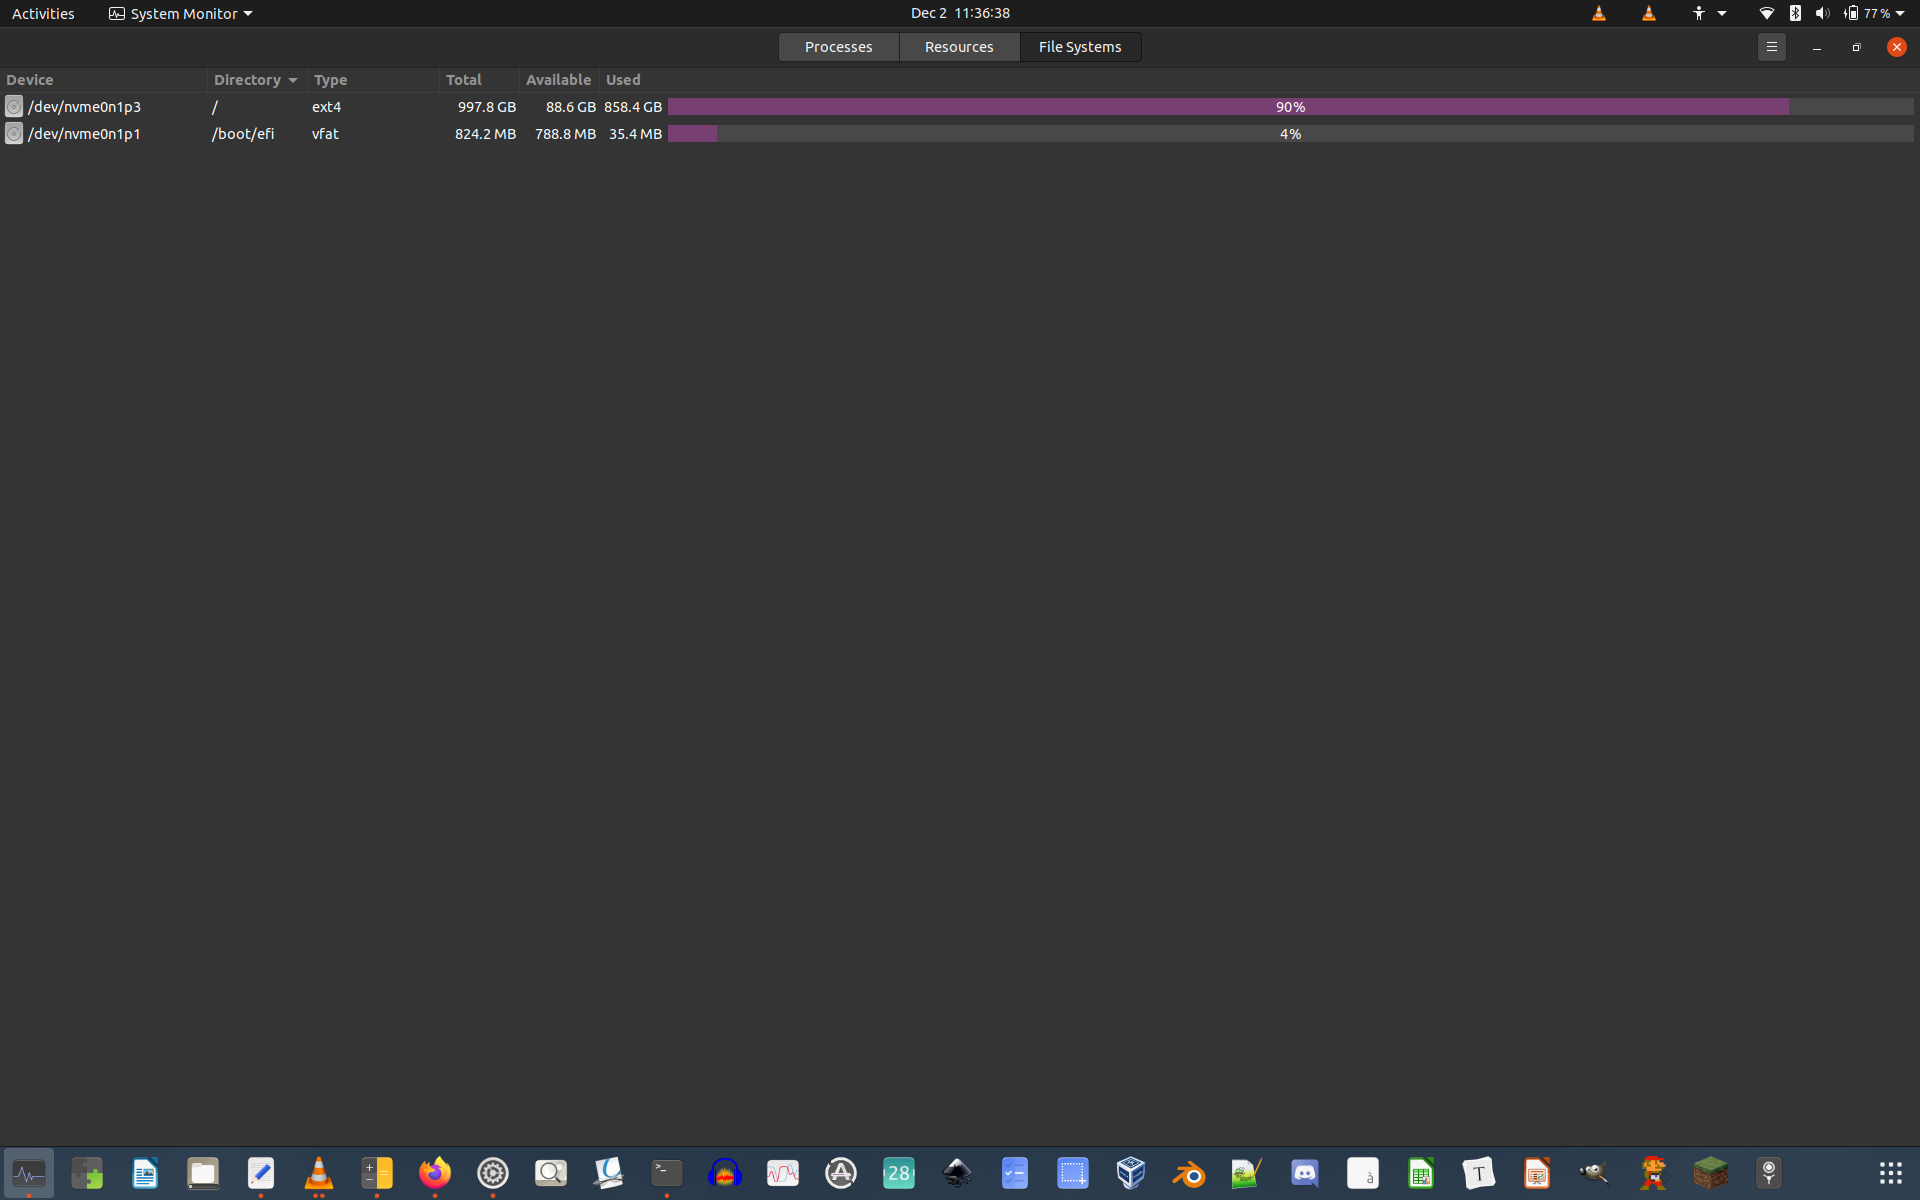 Activities System Monitor Dec 2 11:36:38 77 %
Processes Resources File Systems
Device Directory Type Total Available Used
/dev/nvme0n1p3 / ext4 997.8 GB 88.6 GB 858.4 GB 90%
/dev/nvme0n1p1 /boot/efi vfat 824.2 MB 788.8 MB 35.4 MB 4%
>_ 28 à T